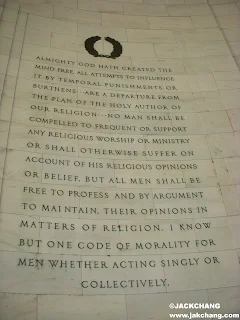 ALMIGHTY GOD HATH CREATED THE
MIND FREE. ALL ATTEMPTS TO INFLUENCE
IT BY TEMPORAL PUNISHMENTS OR
BURTHENS··· ARE A DEPARTURE FROM
THE PLAN OF THE HOLY AUTHOR OF
OUR RELIGION··· NO MAN SHALL BE
COMPELLED TO FREQUENT OR SUPPORT
ANY RELIGIOUS WORSHIP OR MINISTRY
OR SHALL OTHERWISE SUFFER ON
ACCOUNT OF HIS RELIGIOUS OPINIONS
OR BELIEF, BUT ALL MEN SHALL BE
FREE TO PROFESS AND BY ARGUMENT
TO MAINTAIN, THEIR OPINIONS IN
MATTERS OF RELIGION. I KNOW
BUT ONE CODE OF MORALITY FOR
MEN WHETHER ACTING SINGLY OR
COLLECTIVELY.
©JACKCHANG
www.jakchang.com